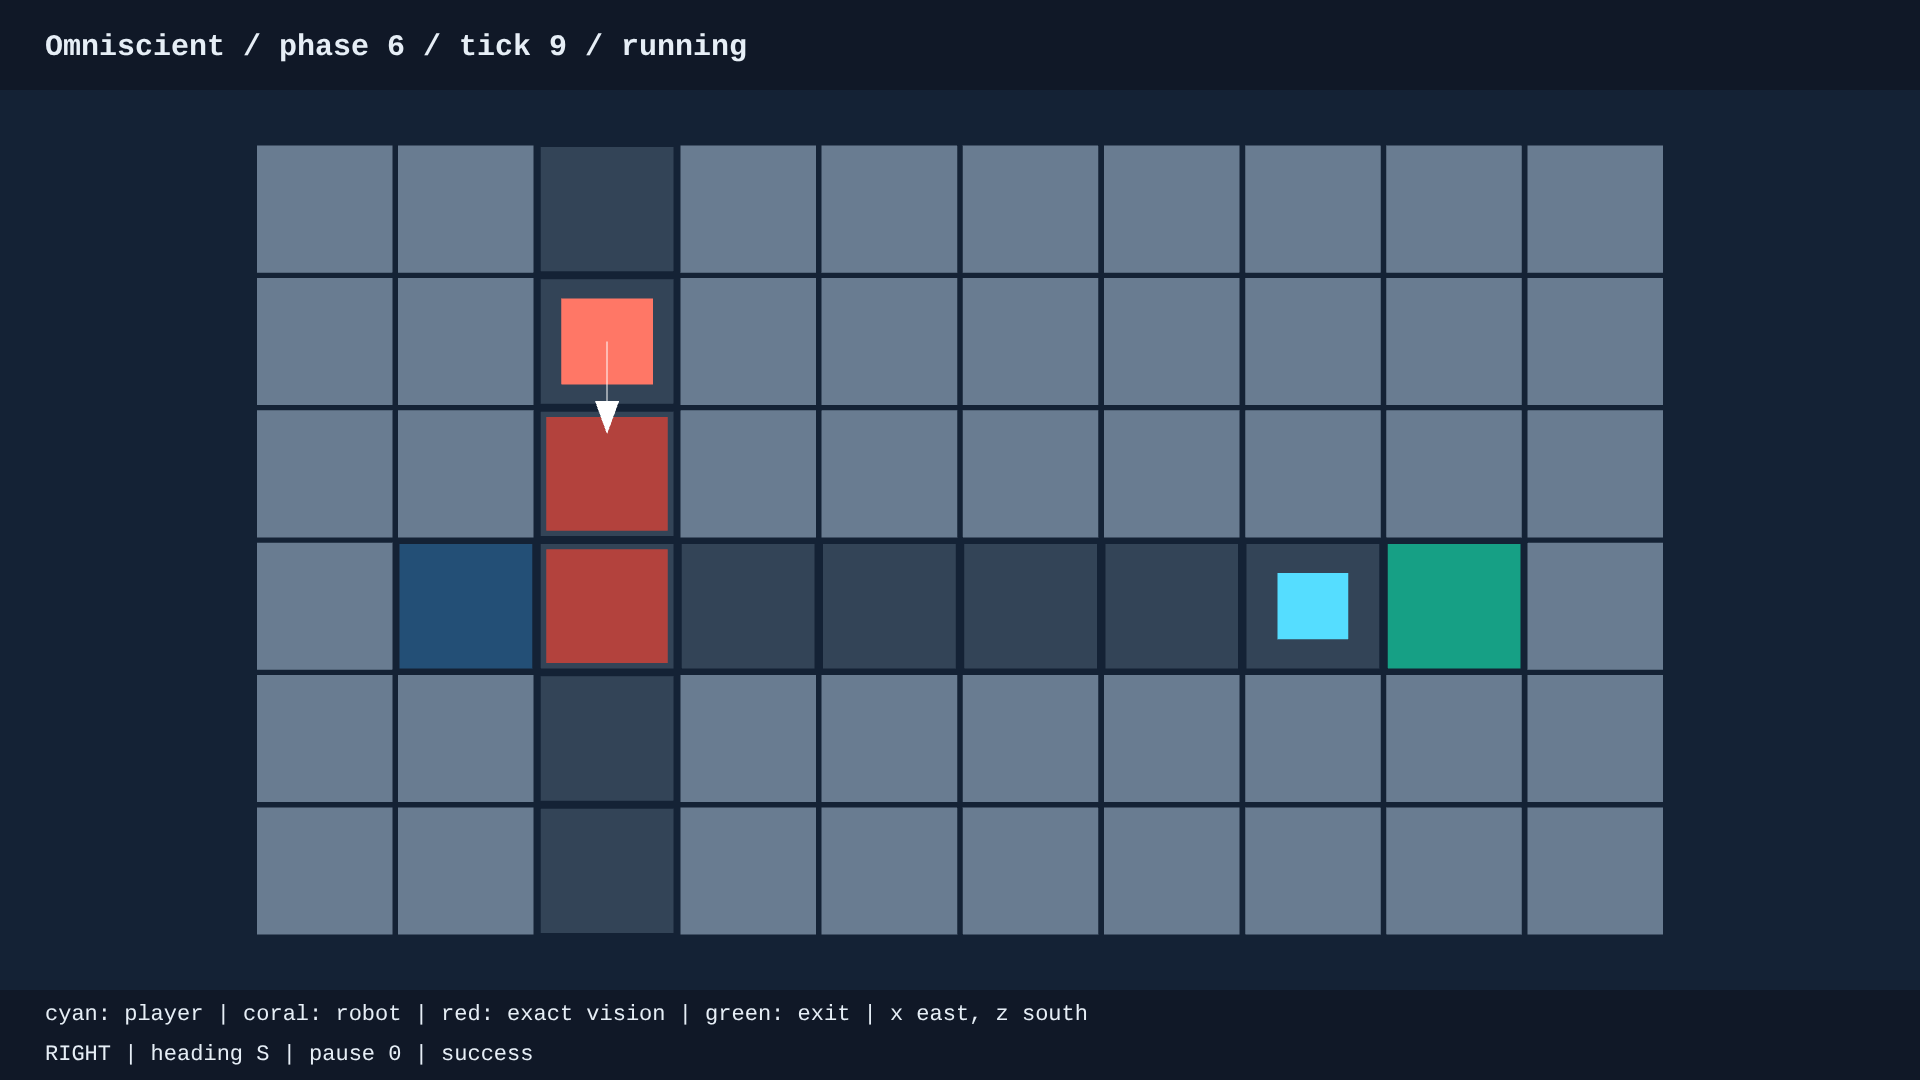 Omniscient / phase 6 / tick 9 / running
cyan: player | coral: robot | red: exact vision | green: exit | x east, z south
RIGHT | heading S | pause 0 | success